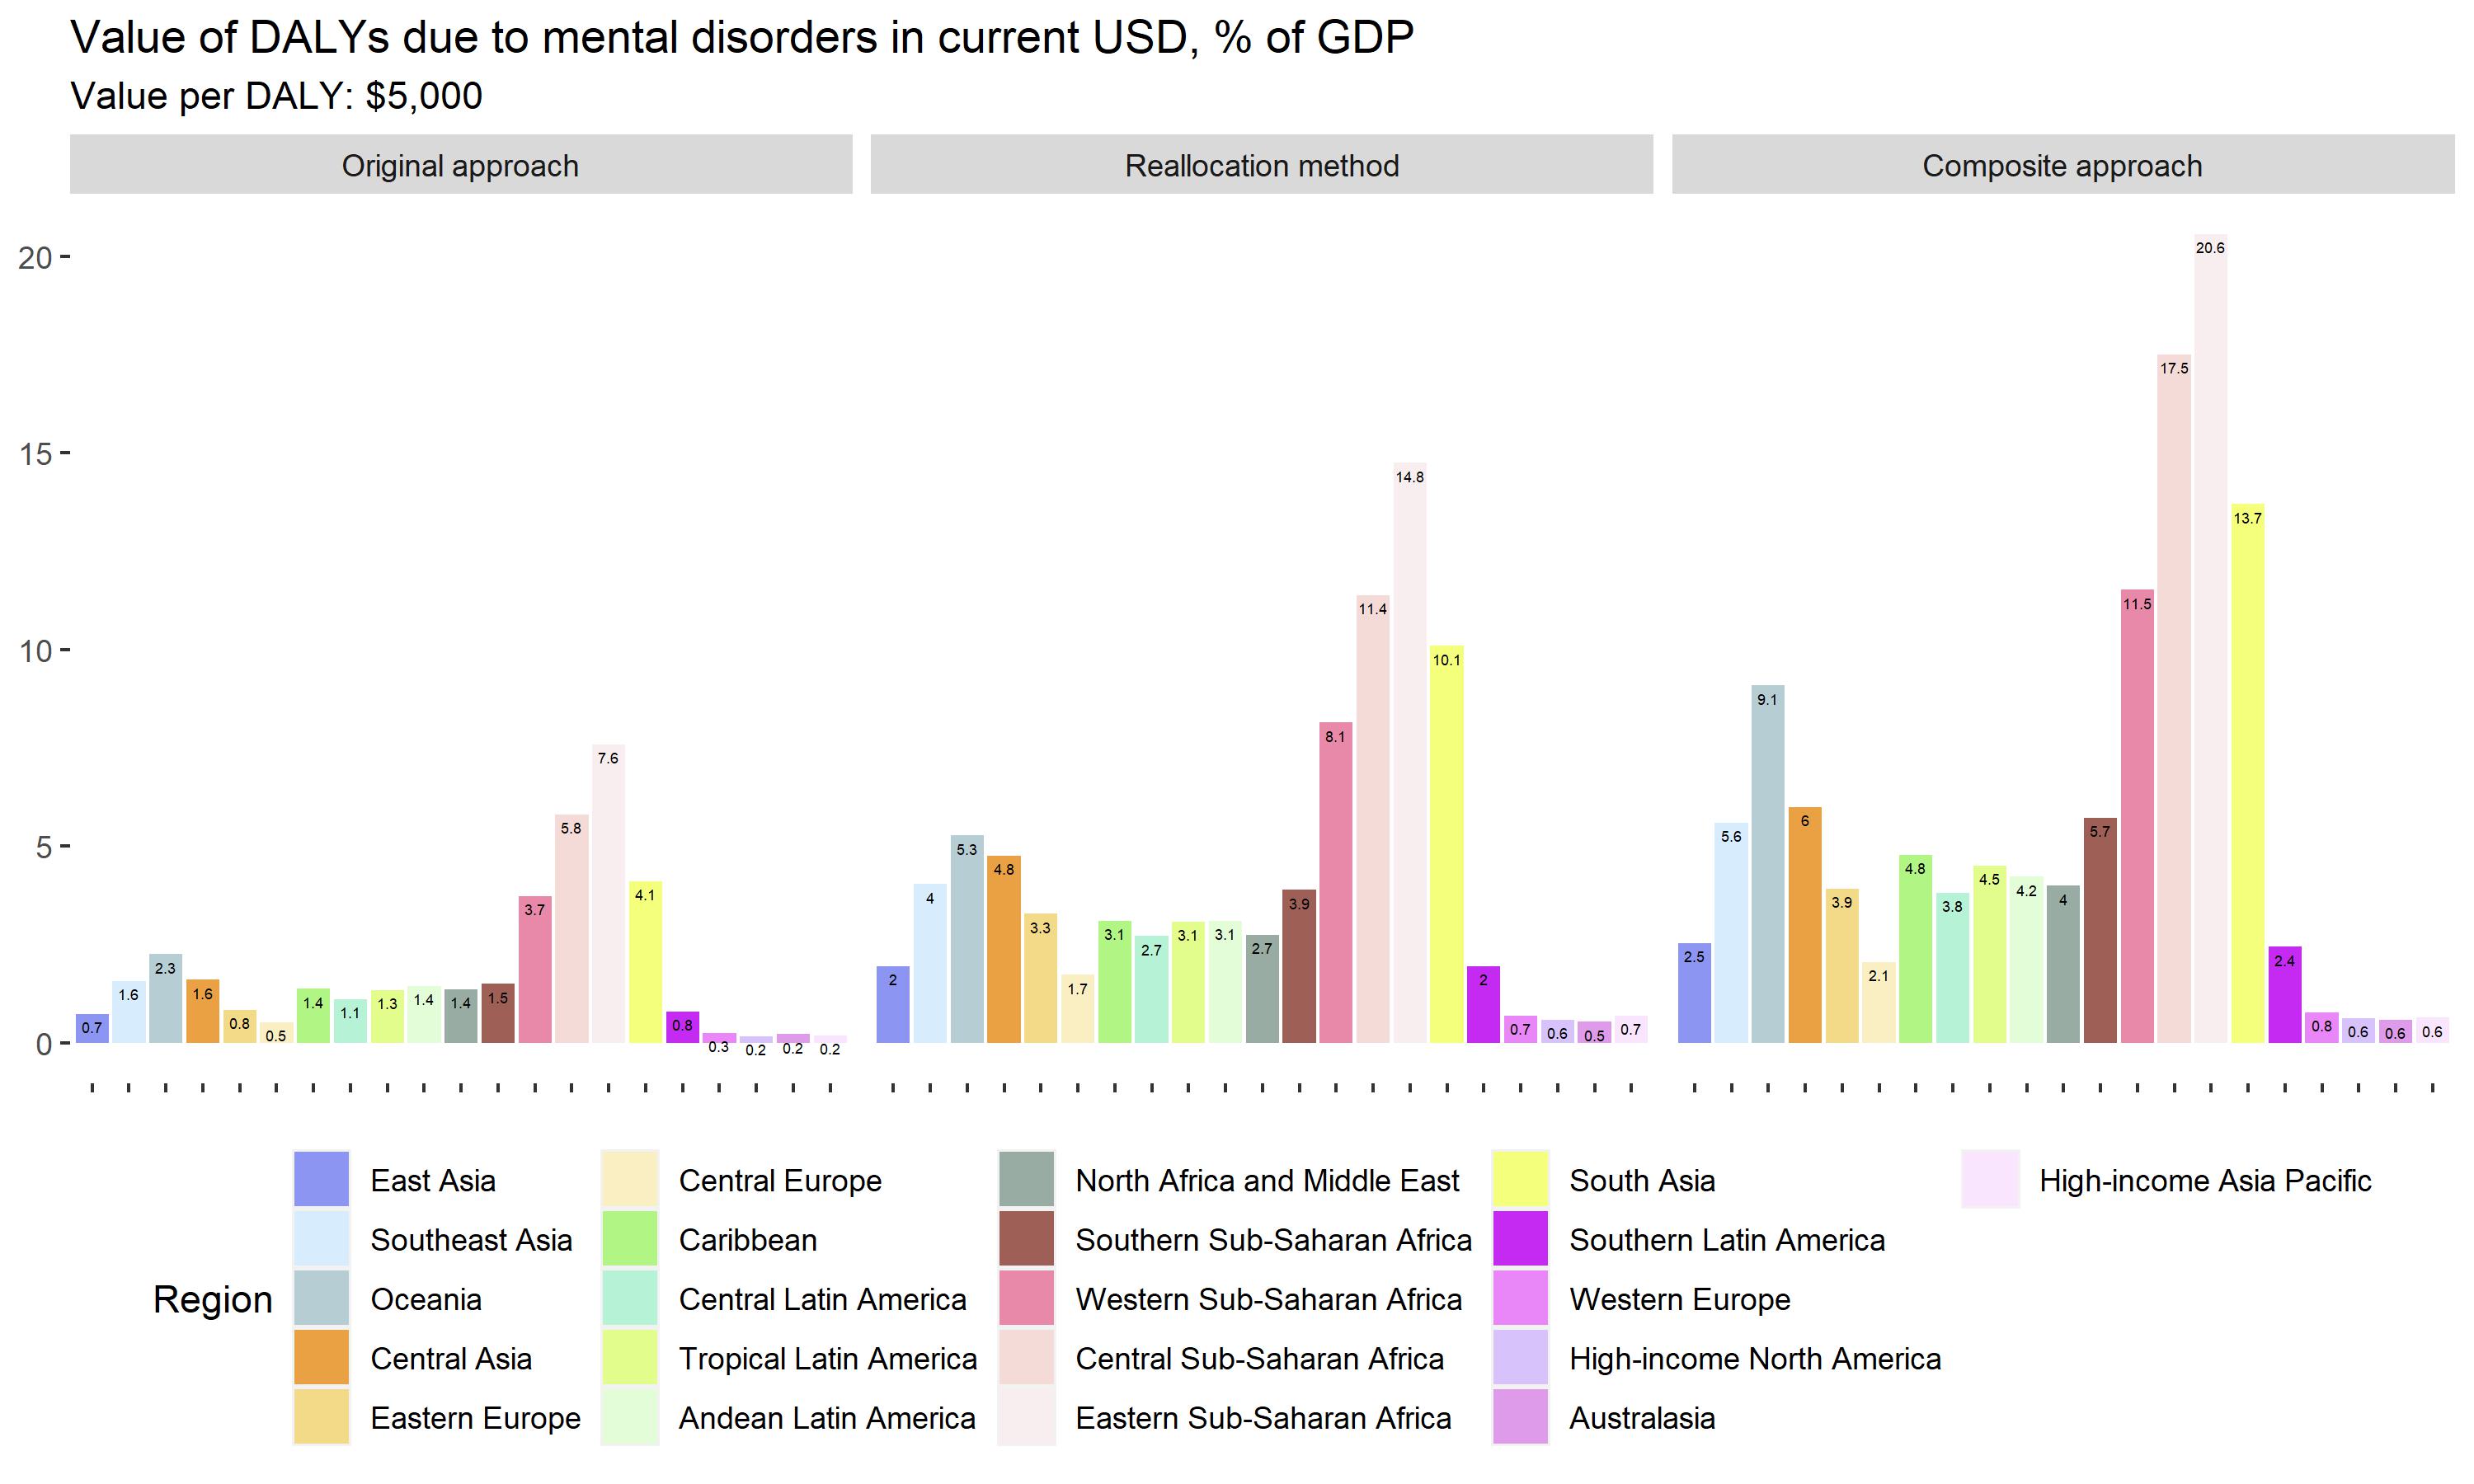 Value of DALYs due to mental disorders in current USD, % of GDP
Value per DALY: $5,000
Original approach
Reallocation method
Composite approach
20
15
10
5
0
0.7
1.6
2.3
1.6
0.8
0.5
1.4
1.1
1.3
1.4
1.4
1.5
3.7
5.8
7.6
4.1
0.8
0.3
0.2
0.2
0.2
2
4
5.3
4.8
3.3
1.7
3.1
2.7
3.1
3.1
2.7
3.9
8.1
11.4
14.8
10.1
2
0.7
0.6
0.5
0.7
2.5
5.6
9.1
6
3.9
2.1
4.8
3.8
4.5
4.2
4
5.7
11.5
17.5
20.6
13.7
2.4
0.8
0.6
0.6
0.6
Region
East Asia
Southeast Asia
Oceania
Central Asia
Eastern Europe
Central Europe
Caribbean
Central Latin America
Tropical Latin America
Andean Latin America
North Africa and Middle East
Southern Sub-Saharan Africa
Western Sub-Saharan Africa
Central Sub-Saharan Africa
Eastern Sub-Saharan Africa
South Asia
Southern Latin America
Western Europe
High-income North America
Australasia
High-income Asia Pacific